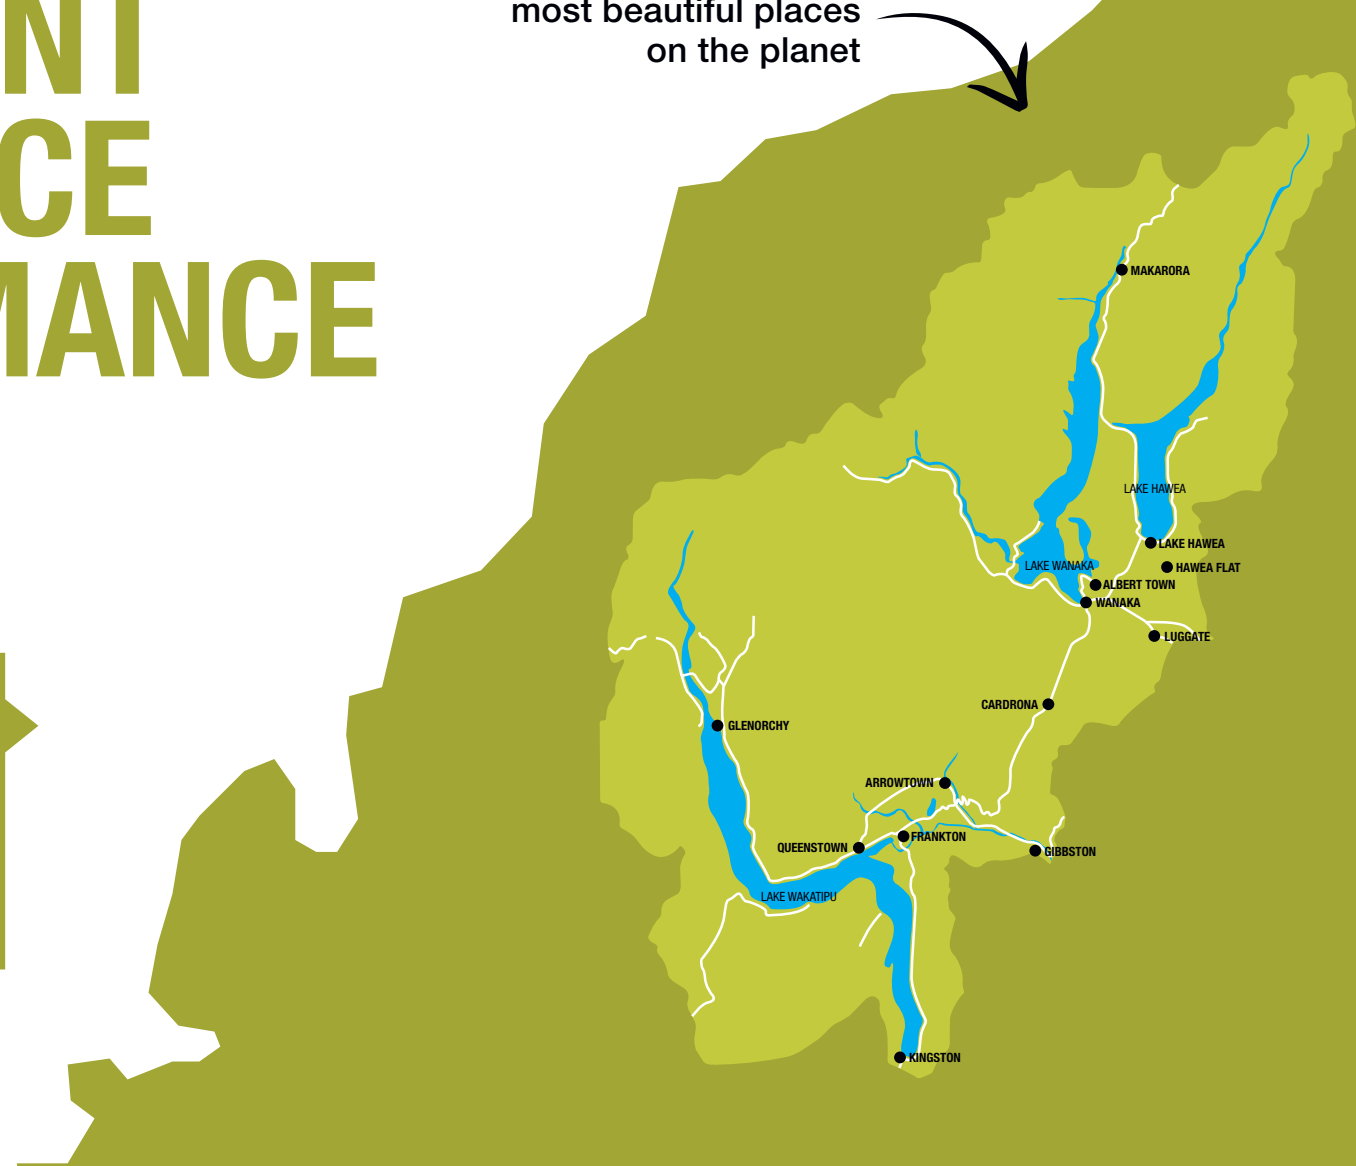 most beautiful places
on the planet
NT
CE
MANCE
MAKARORA
LAKE HAWEA
LAKE HAWEA
HAWEA FLAT
LAKE WANAKA
ALBERT TOWN
WANAKA
LUGGATE
CARDRONA
GLENORCHY
ARROWTOWN
FRANKTON
QUEENSTOWN
GIBBSTON
LAKE WAKATIPU
KINGSTON